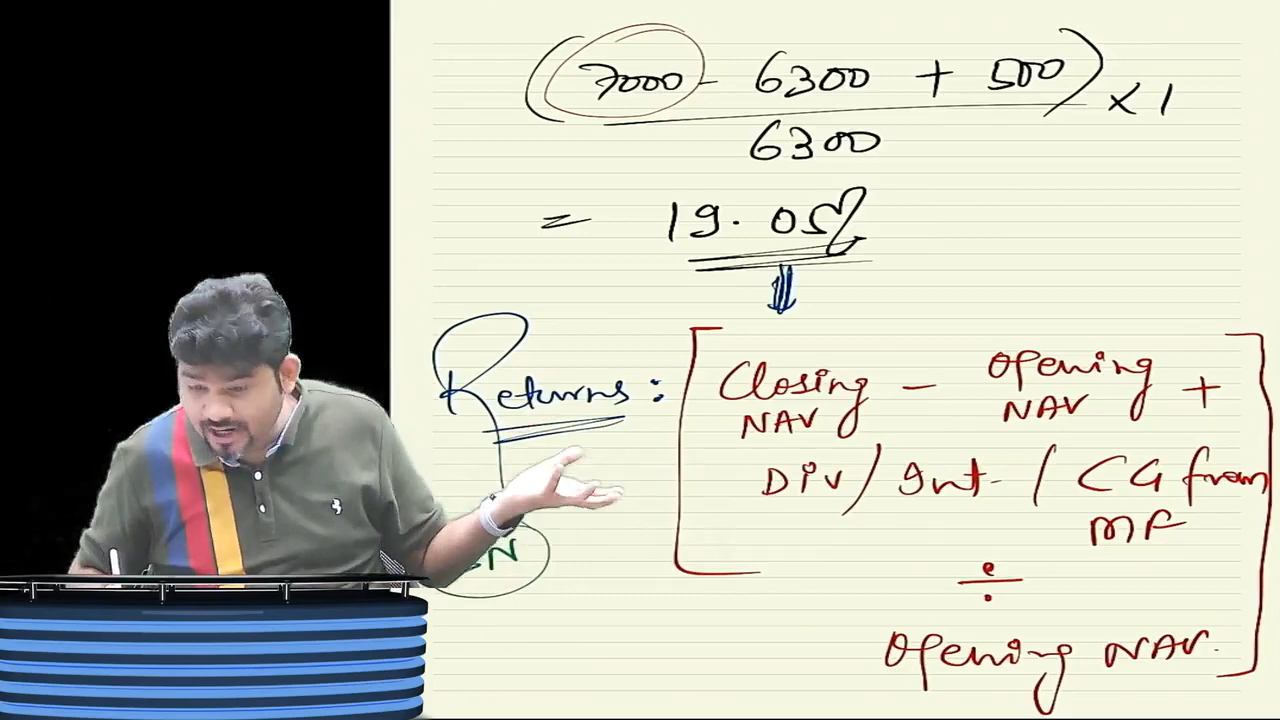 (7000 - 6300 + 500) × 1
6300
= 19.05%
Returns : [Closing NAV - Opening NAV +
Div / Int. / CG from MF
÷
Opening NAV.]